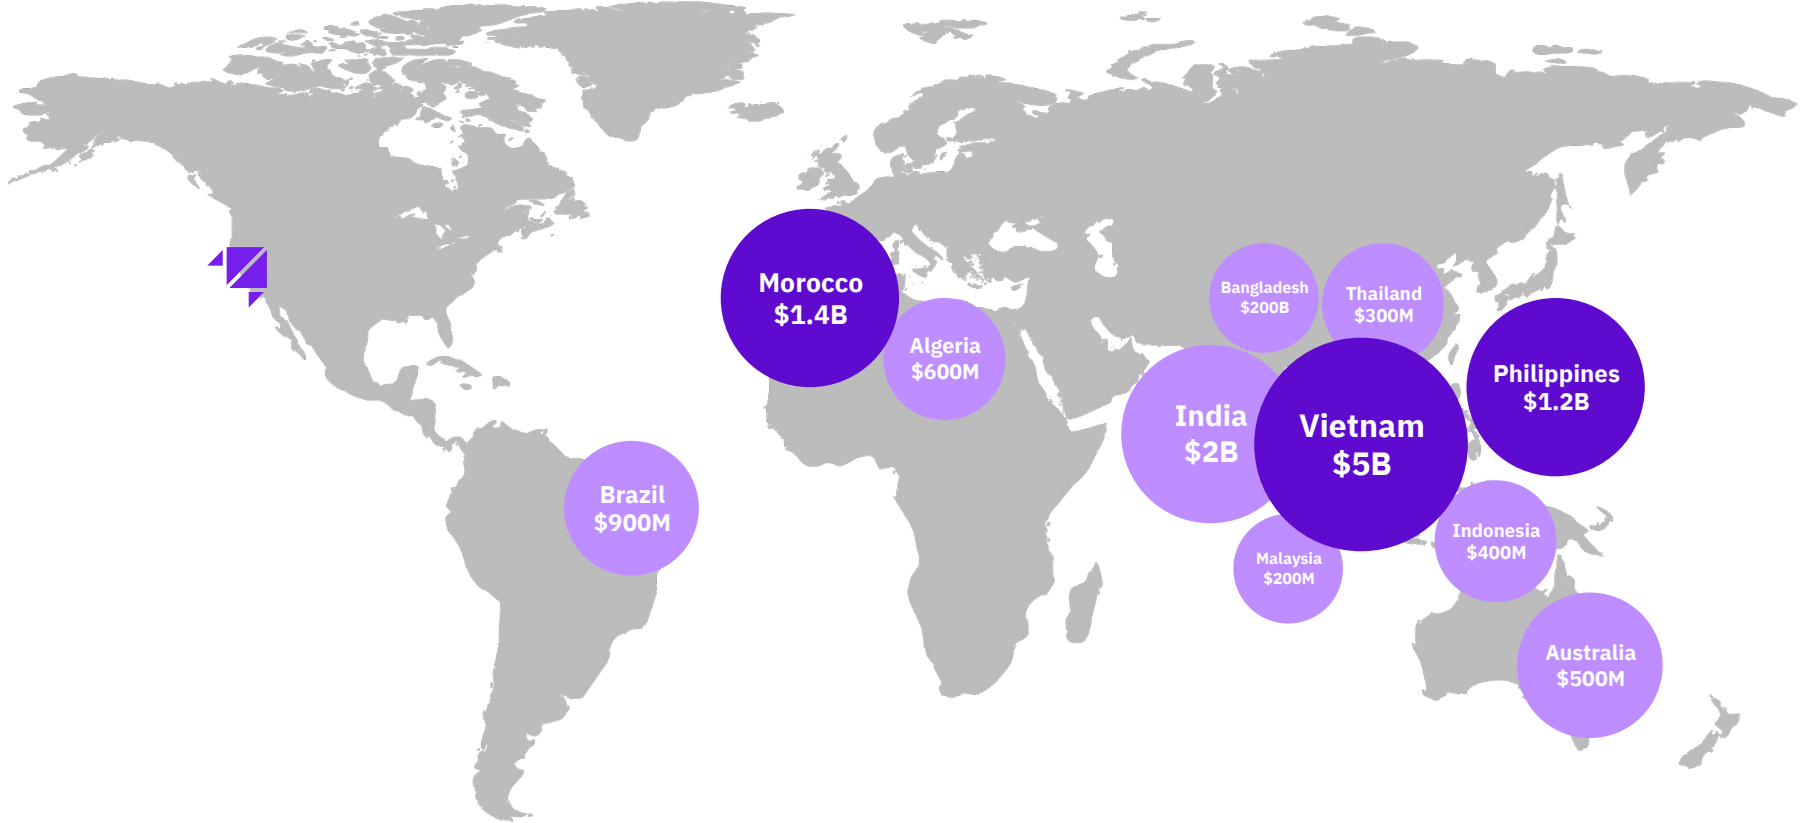 Morocco
$1.4B
Algeria
$600M
Bangladesh
$200B
Thailand
$300M
Philippines
$1.2B
India
$2B
Vietnam
$5B
Brazil
$900M
Indonesia
$400M
Malaysia
$200M
Australia
$500M